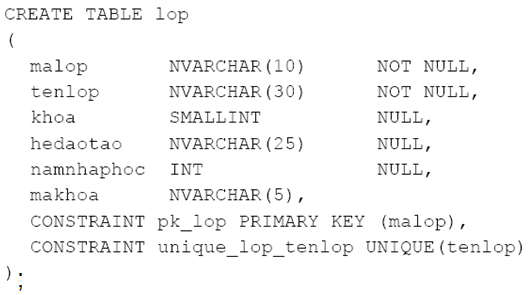 CREATE TABLE lop
(
malop NVARCHAR(10) NOT NULL,
tenlop NVARCHAR(30) NOT NULL,
khoa SMALLINT NULL,
hedaotao NVARCHAR(25) NULL,
namnhaphoc INT NULL,
makhoa NVARCHAR(5),
CONSTRAINT pk_lop PRIMARY KEY (malop),
CONSTRAINT unique_lop_tenlop UNIQUE(tenlop)
);